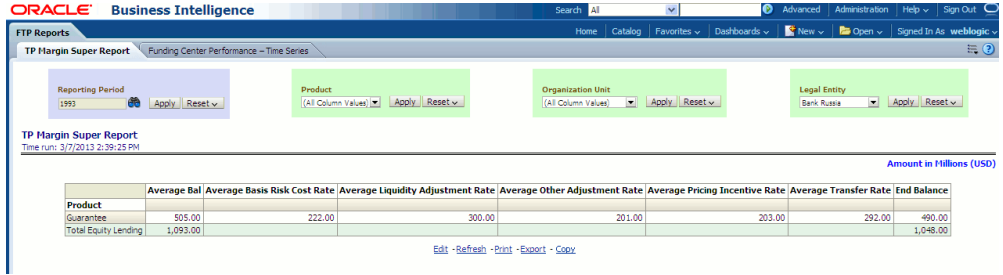 ORACLE Business Intelligence Search All Advanced Administration Help Sign Out
FTP Reports Home Catalog Favorites Dashboards New Open Signed In As weblogic
TP Margin Super Report Funding Center Performance – Time Series
Reporting Period Product Organization Unit Legal Entity
1993 Apply Reset (All Column Values) Apply Reset (All Column Values) Apply Reset Bank Russia Apply Reset
TP Margin Super Report
Time run: 3/7/2013 2:39:25 PM
Amount in Millions (USD)
Average Bal Average Basis Risk Cost Rate Average Liquidity Adjustment Rate Average Other Adjustment Rate Average Pricing Incentive Rate Average Transfer Rate End Balance
Product
Guarantee 505.00 222.00 300.00 201.00 203.00 292.00 490.00
Total Equity Lending 1,093.00 1,048.00
Edit - Refresh - Print - Export - Copy